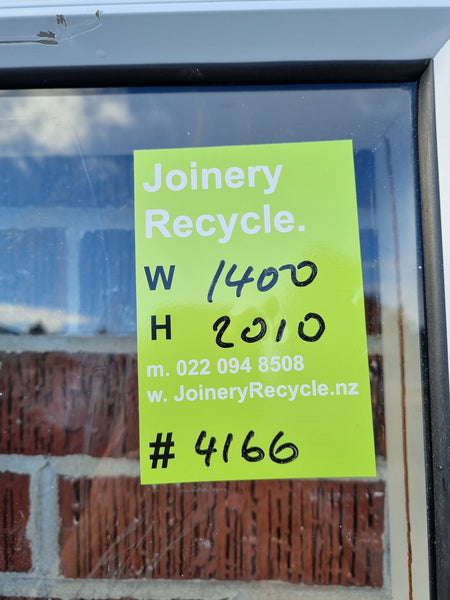 Joinery
Recycle.
W 1400
H 2010
m. 022 094 8508
w. JoineryRecycle.nz
# 4166